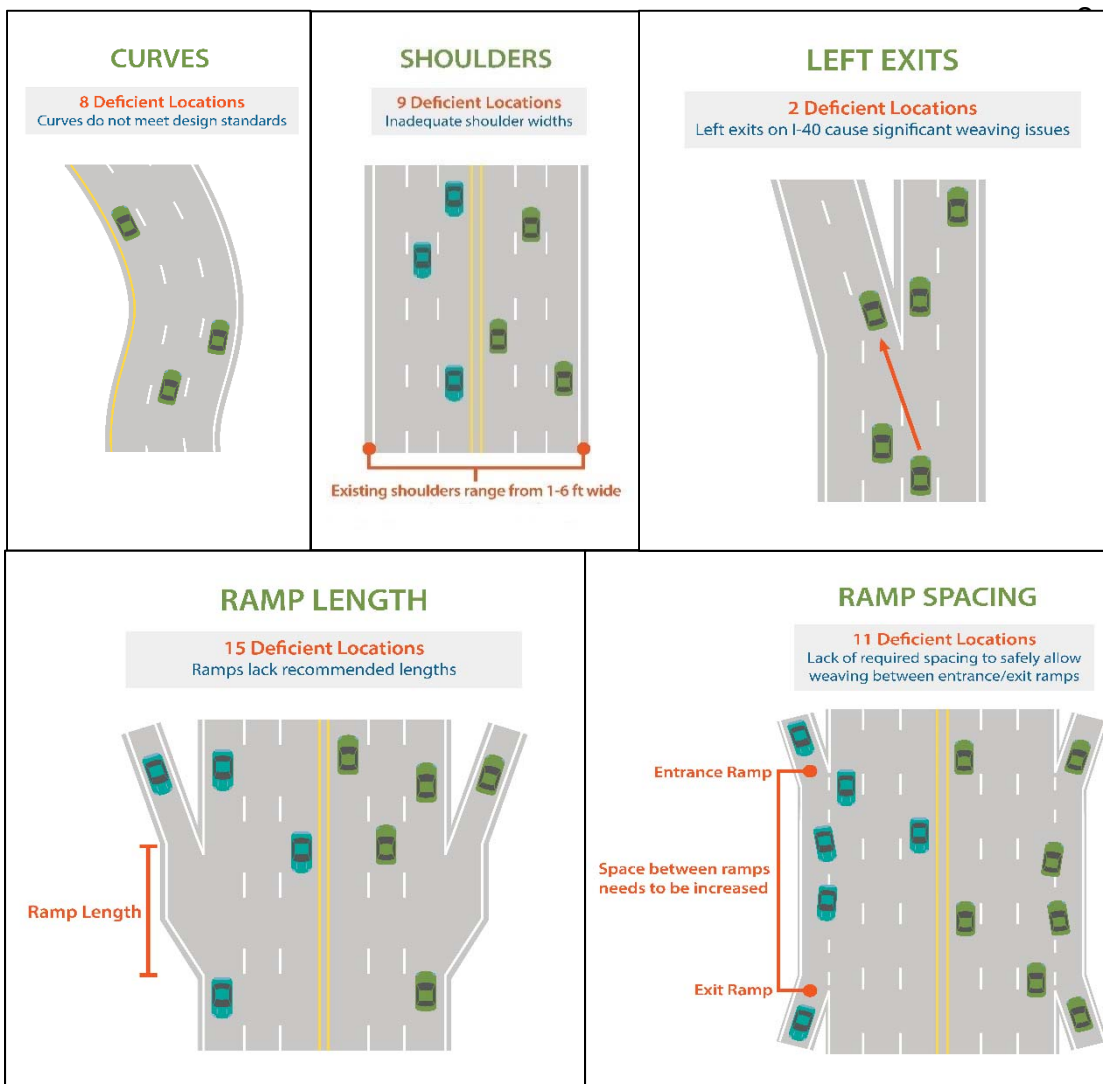 CURVES
8 Deficient Locations
Curves do not meet design standards
SHOULDERS
9 Deficient Locations
Inadequate shoulder widths
Existing shoulders range from 1-6 ft wide
LEFT EXITS
2 Deficient Locations
Left exits on I-40 cause significant weaving issues
RAMP LENGTH
15 Deficient Locations
Ramps lack recommended lengths
Ramp Length
RAMP SPACING
11 Deficient Locations
Lack of required spacing to safely allow
weaving between entrance/exit ramps
Entrance Ramp
Space between ramps
needs to be increased
Exit Ramp